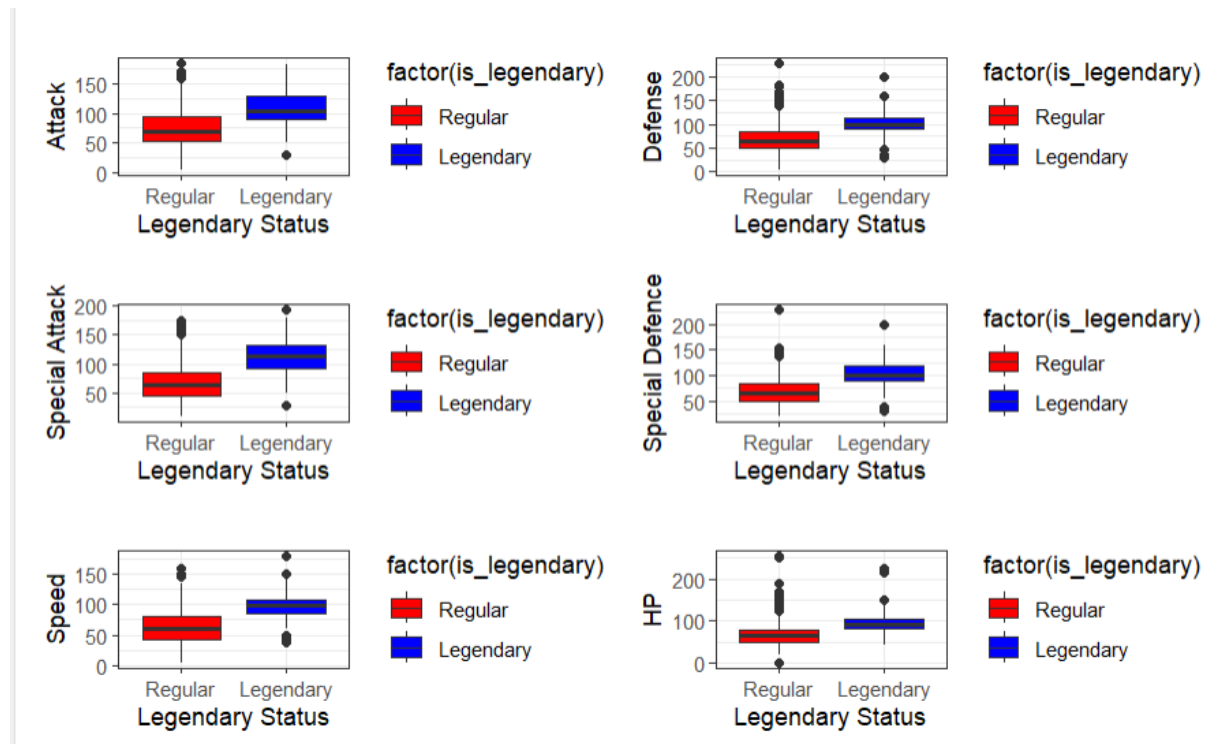 Attack
150
100
50
0
Regular Legendary
Legendary Status
factor(is_legendary)
Regular
Legendary
Defense
200
150
100
50
0
Regular Legendary
Legendary Status
factor(is_legendary)
Regular
Legendary
Special Attack
200
150
100
50
Regular Legendary
Legendary Status
factor(is_legendary)
Regular
Legendary
Special Defence
200
150
100
50
Regular Legendary
Legendary Status
factor(is_legendary)
Regular
Legendary
Speed
150
100
50
0
Regular Legendary
Legendary Status
factor(is_legendary)
Regular
Legendary
HP
200
100
0
Regular Legendary
Legendary Status
factor(is_legendary)
Regular
Legendary